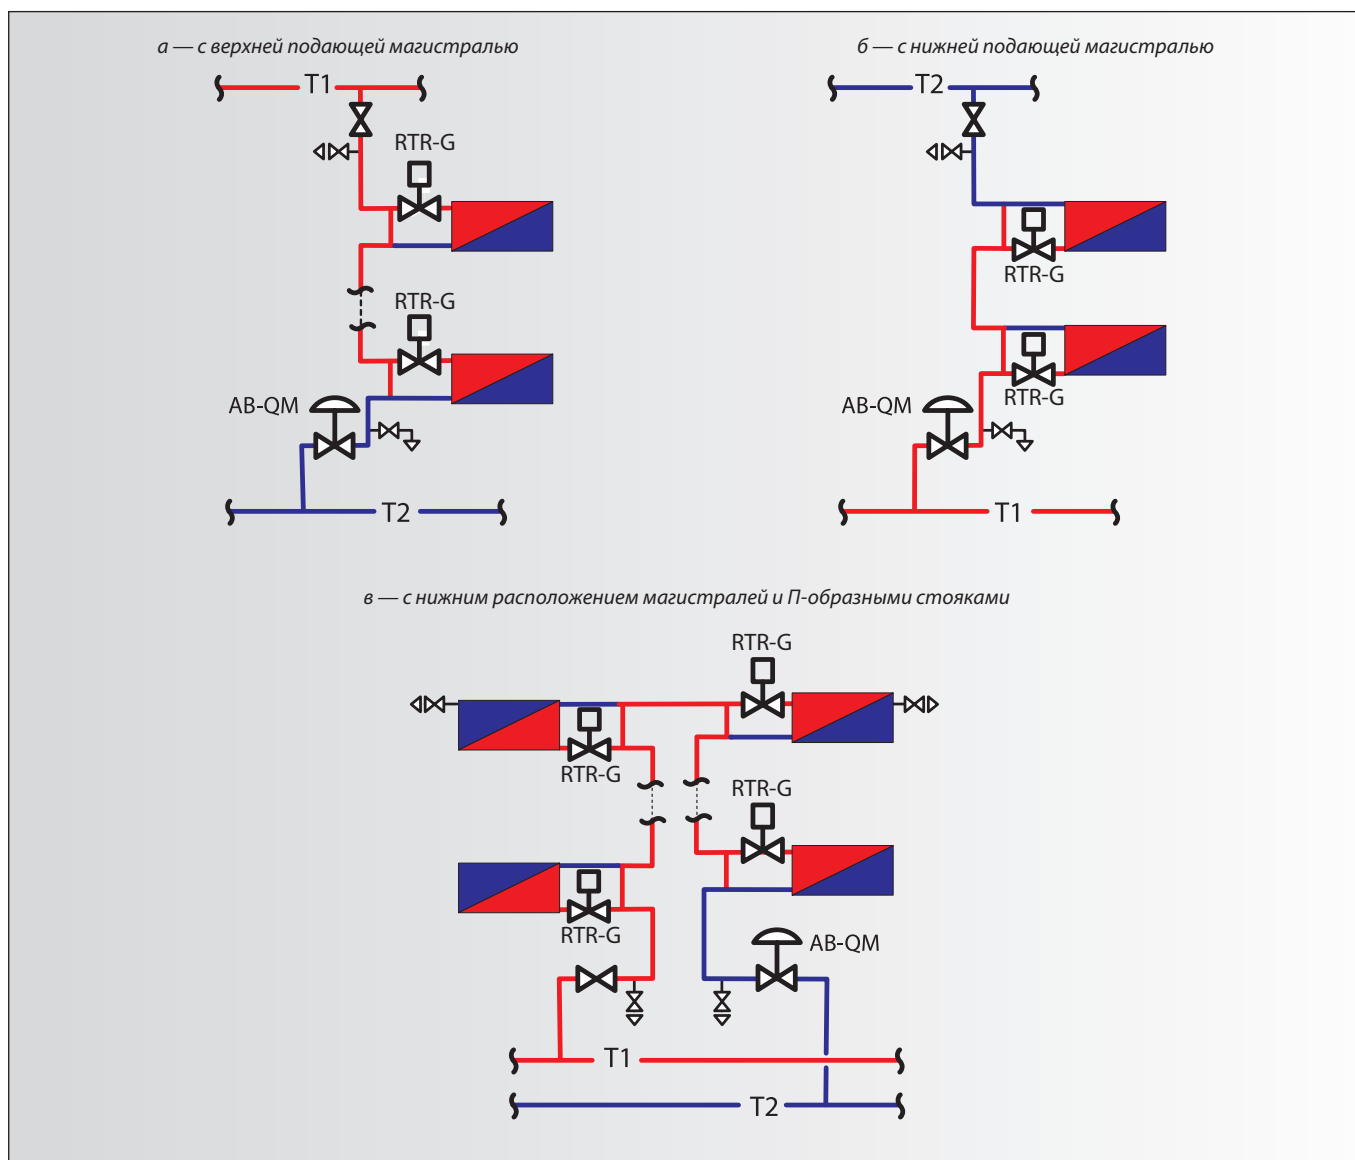 а — с верхней подающей магистралью
б — с нижней подающей магистралью
T1
T2
RTR-G
RTR-G
RTR-G
RTR-G
AB-QM
AB-QM
T2
T1
в — с нижним расположением магистралей и П-образными стояками
RTR-G
RTR-G
RTR-G
RTR-G
AB-QM
T1
T2